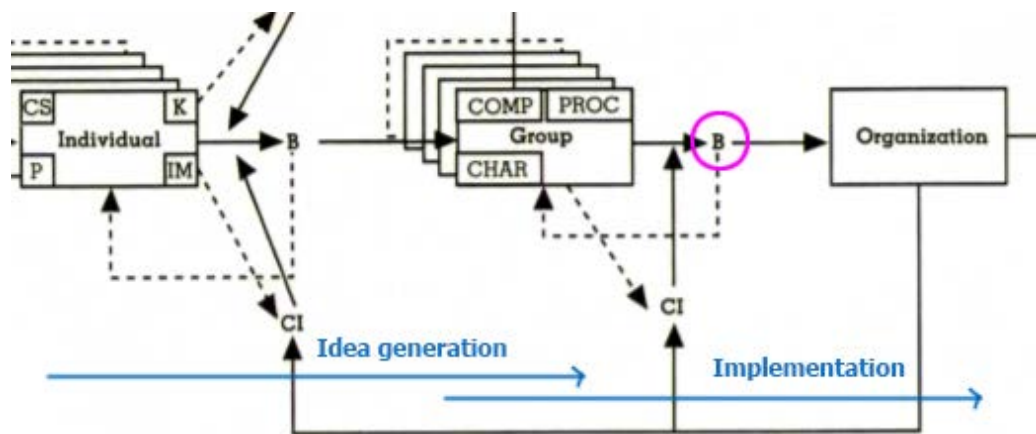 CS
K
Individual
P
IM
B
CI
COMP
PROC
Group
CHAR
B
CI
Organization
Idea generation
Implementation